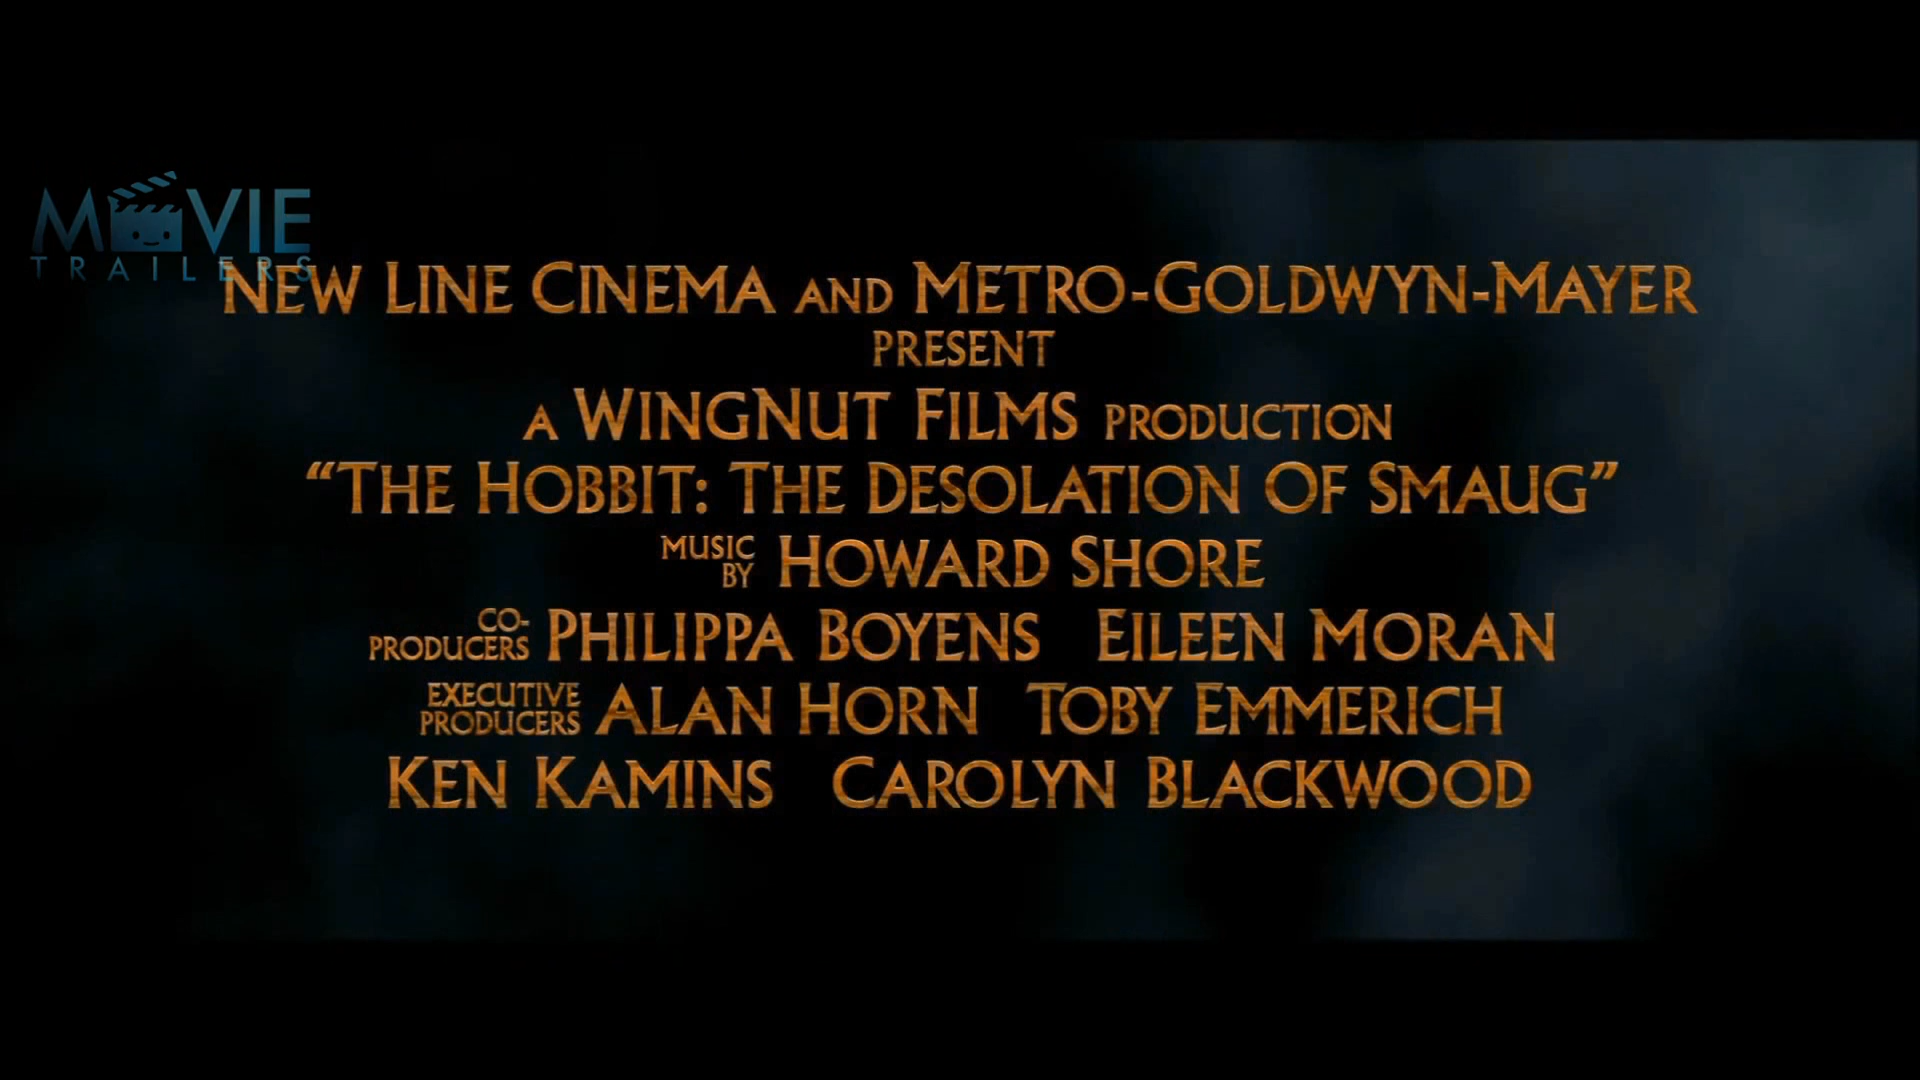 MOVIE
TRAILERS
NEW LINE CINEMA AND METRO-GOLDWYN-MAYER
PRESENT
A WINGNUT FILMS PRODUCTION
“THE HOBBIT: THE DESOLATION OF SMAUG”
MUSIC BY HOWARD SHORE
CO-PRODUCERS PHILIPPA BOYENS EILEEN MORAN
EXECUTIVE PRODUCERS ALAN HORN TOBY EMMERICH
KEN KAMINS CAROLYN BLACKWOOD